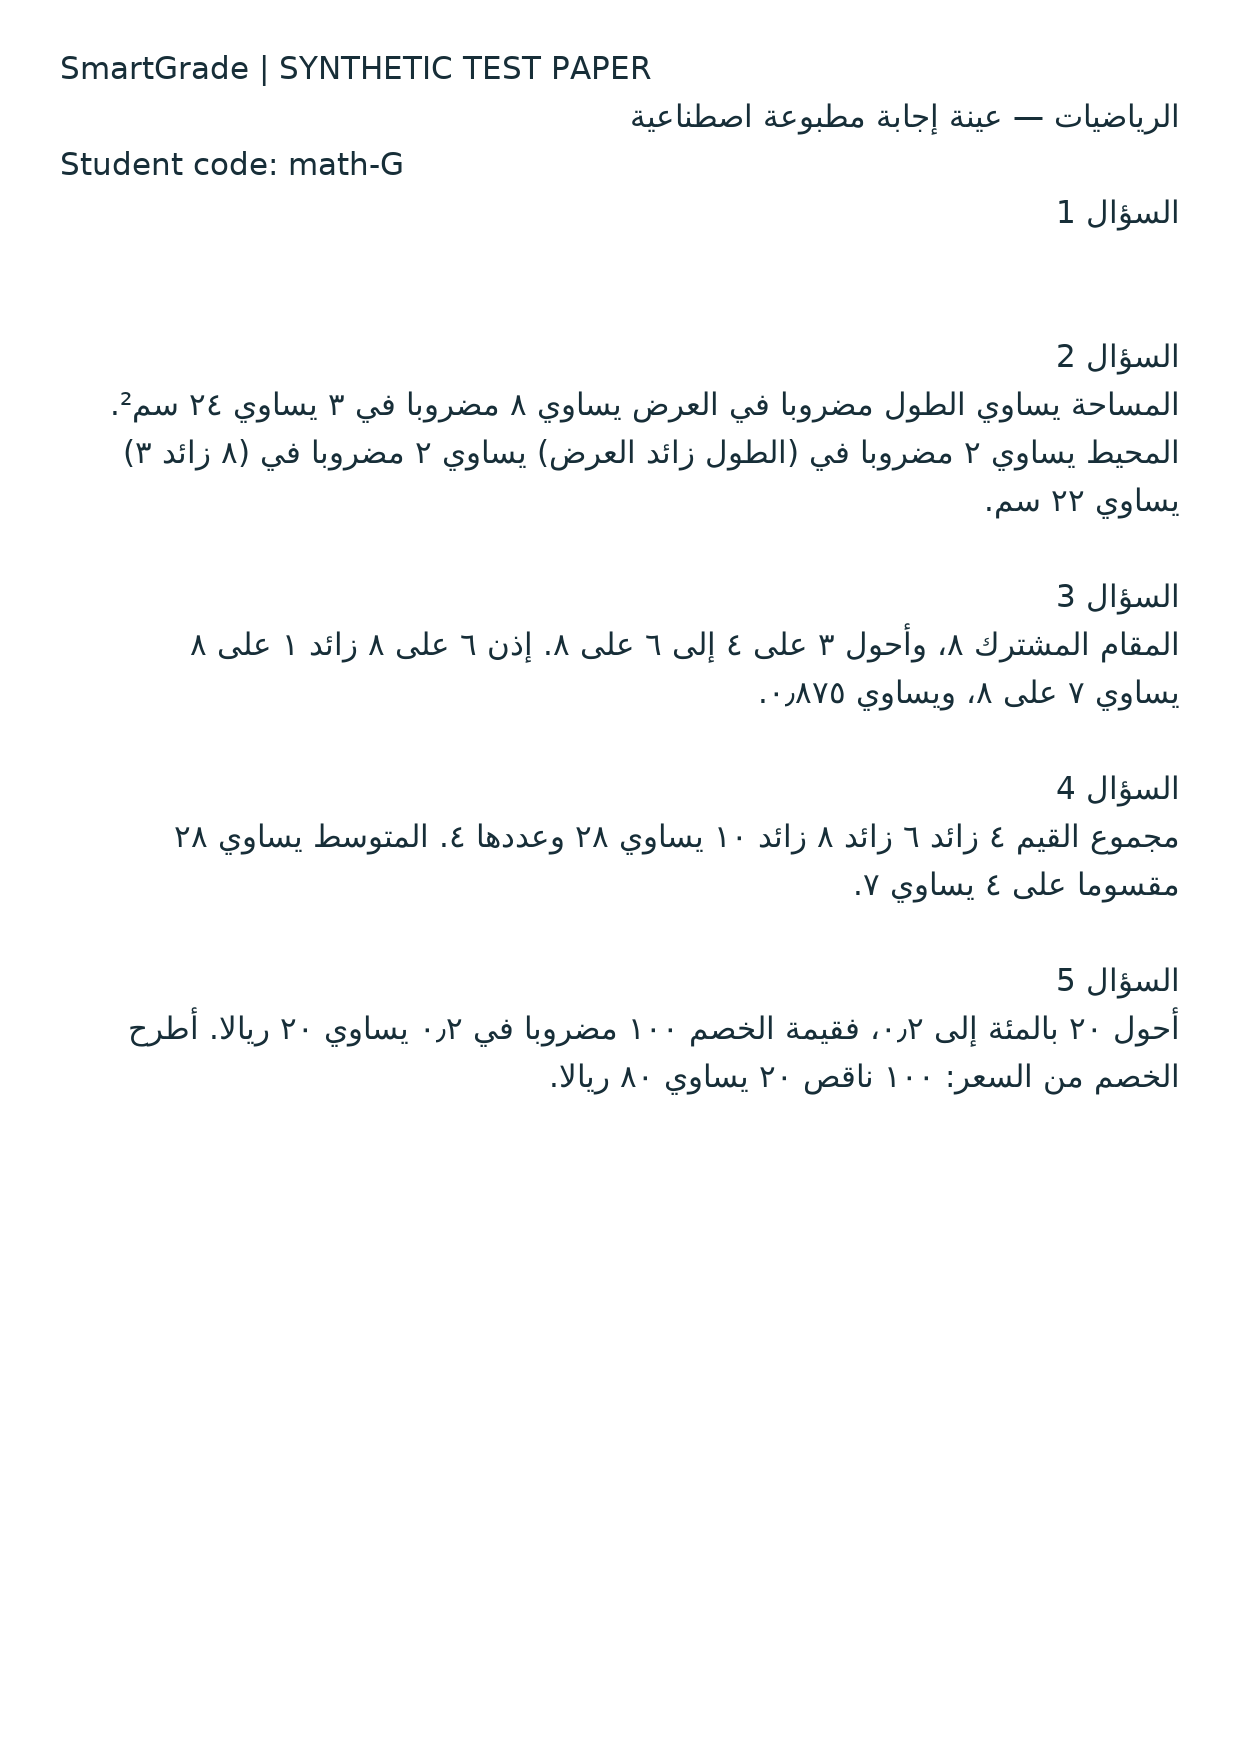 SmartGrade | SYNTHETIC TEST PAPER
الرياضيات — عينة إجابة مطبوعة اصطناعية
Student code: math-G
السؤال 1
السؤال 2
المساحة يساوي الطول مضروبا في العرض يساوي ٨ مضروبا في ٣ يساوي ٢٤ سم².
المحيط يساوي ٢ مضروبا في (الطول زائد العرض) يساوي ٢ مضروبا في (٨ زائد ٣)
يساوي ٢٢ سم.
السؤال 3
المقام المشترك ٨، وأحول ٣ على ٤ إلى ٦ على ٨. إذن ٦ على ٨ زائد ١ على ٨
يساوي ٧ على ٨، ويساوي ٠٫٨٧٥.
السؤال 4
مجموع القيم ٤ زائد ٦ زائد ٨ زائد ١٠ يساوي ٢٨ وعددها ٤. المتوسط يساوي ٢٨
مقسوما على ٤ يساوي ٧.
السؤال 5
أحول ٢٠ بالمئة إلى ٠٫٢، فقيمة الخصم ١٠٠ مضروبا في ٠٫٢ يساوي ٢٠ ريالا. أطرح
الخصم من السعر: ١٠٠ ناقص ٢٠ يساوي ٨٠ ريالا.